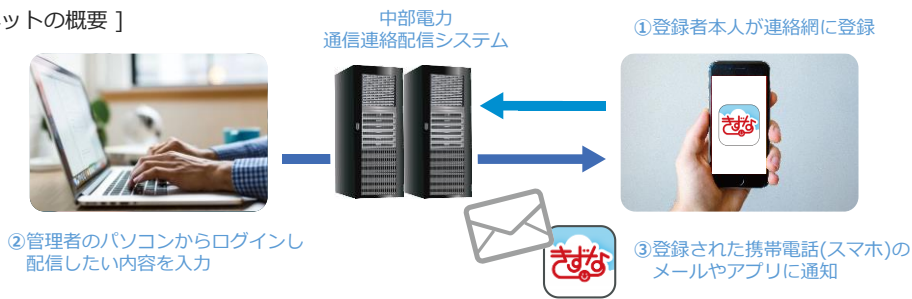 ットの概要 ]
中部電力
通信連絡配信システム
①登録者本人が連絡網に登録
きずな
②管理者のパソコンからログインし
配信したい内容を入力
きずな
③登録された携帯電話(スマホ)の
メールやアプリに通知